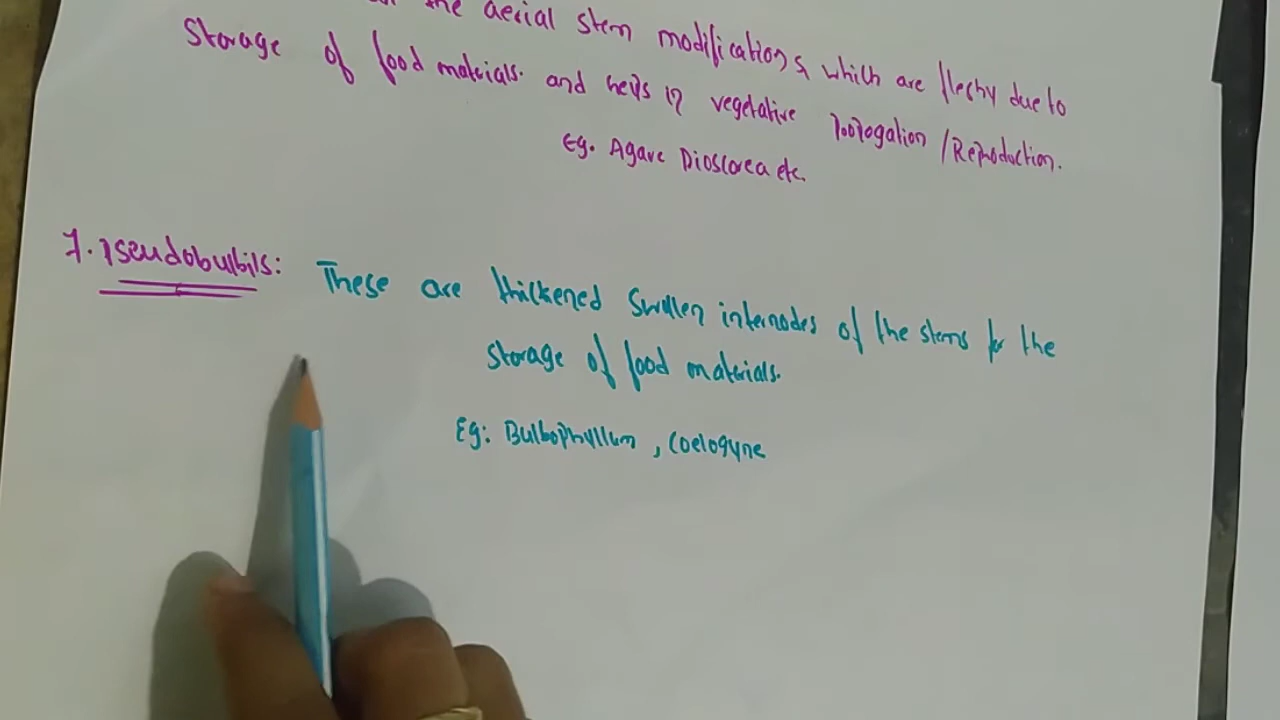 the aerial stem modifications, which are fleshy due to
Storage of food materials. and helps in vegetative Propogation /Reproduction.
Eg. Agave Dioscorea etc.
7. Pseudobulbils: These are thickened Swollen internodes of the stems for the
Storage of food materials.
Eg: Bulbophyllum, Coelogyne